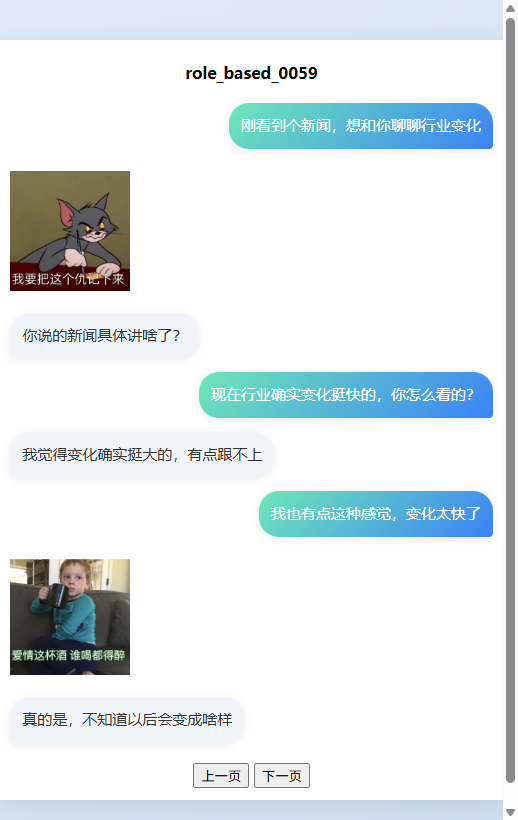 role_based_0059
刚看到个新闻，想和你聊聊行业变化
我要把这个仇记下来
你说的新闻具体讲啥了？
现在行业确实变化挺快的，你怎么看的？
我觉得变化确实挺大的，有点跟不上
我也有点这种感觉，变化太快了
爱情这杯酒 谁喝都得醉
真的是，不知道以后会变成啥样
上一页 下一页